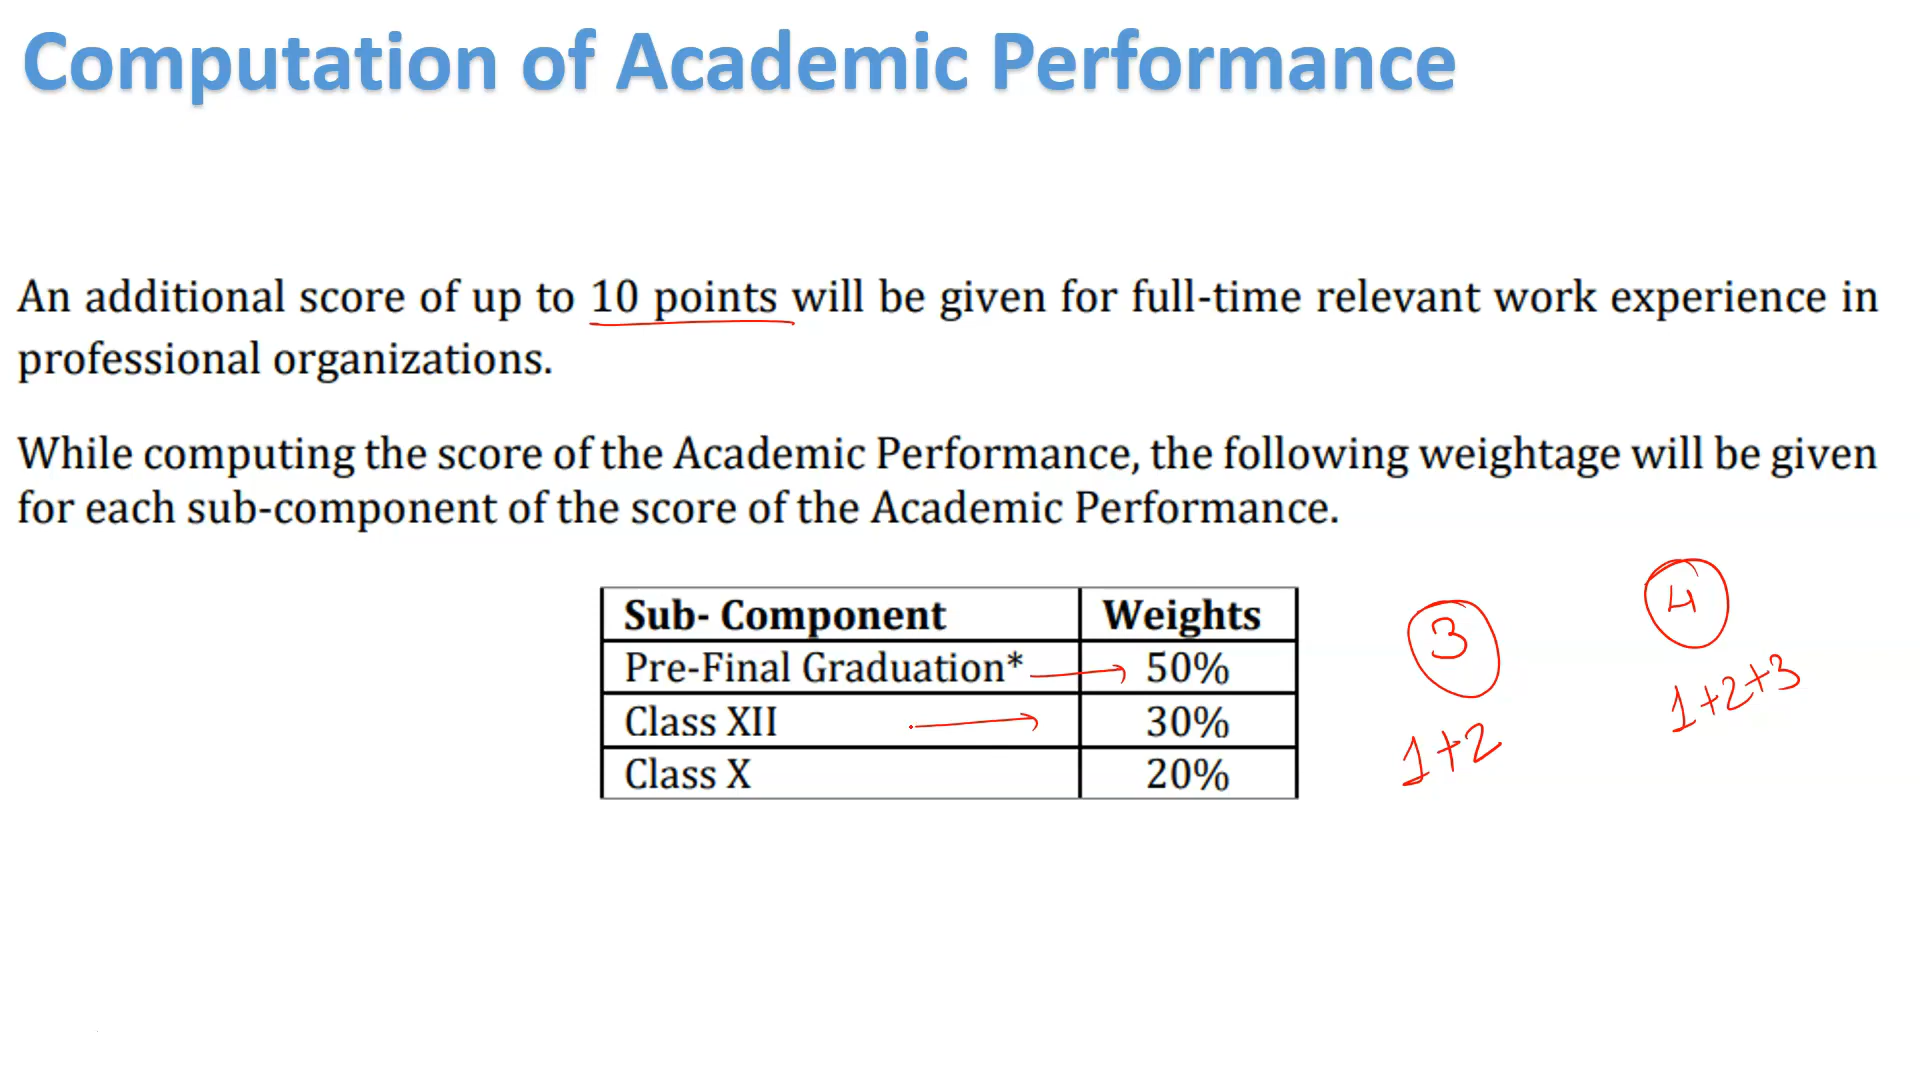 Computation of Academic Performance
An additional score of up to 10 points will be given for full-time relevant work experience in
professional organizations.
While computing the score of the Academic Performance, the following weightage will be given
for each sub-component of the score of the Academic Performance.
Sub- Component Weights
Pre-Final Graduation* 50%
Class XII 30%
Class X 20%
3
1+2
4
1+2+3